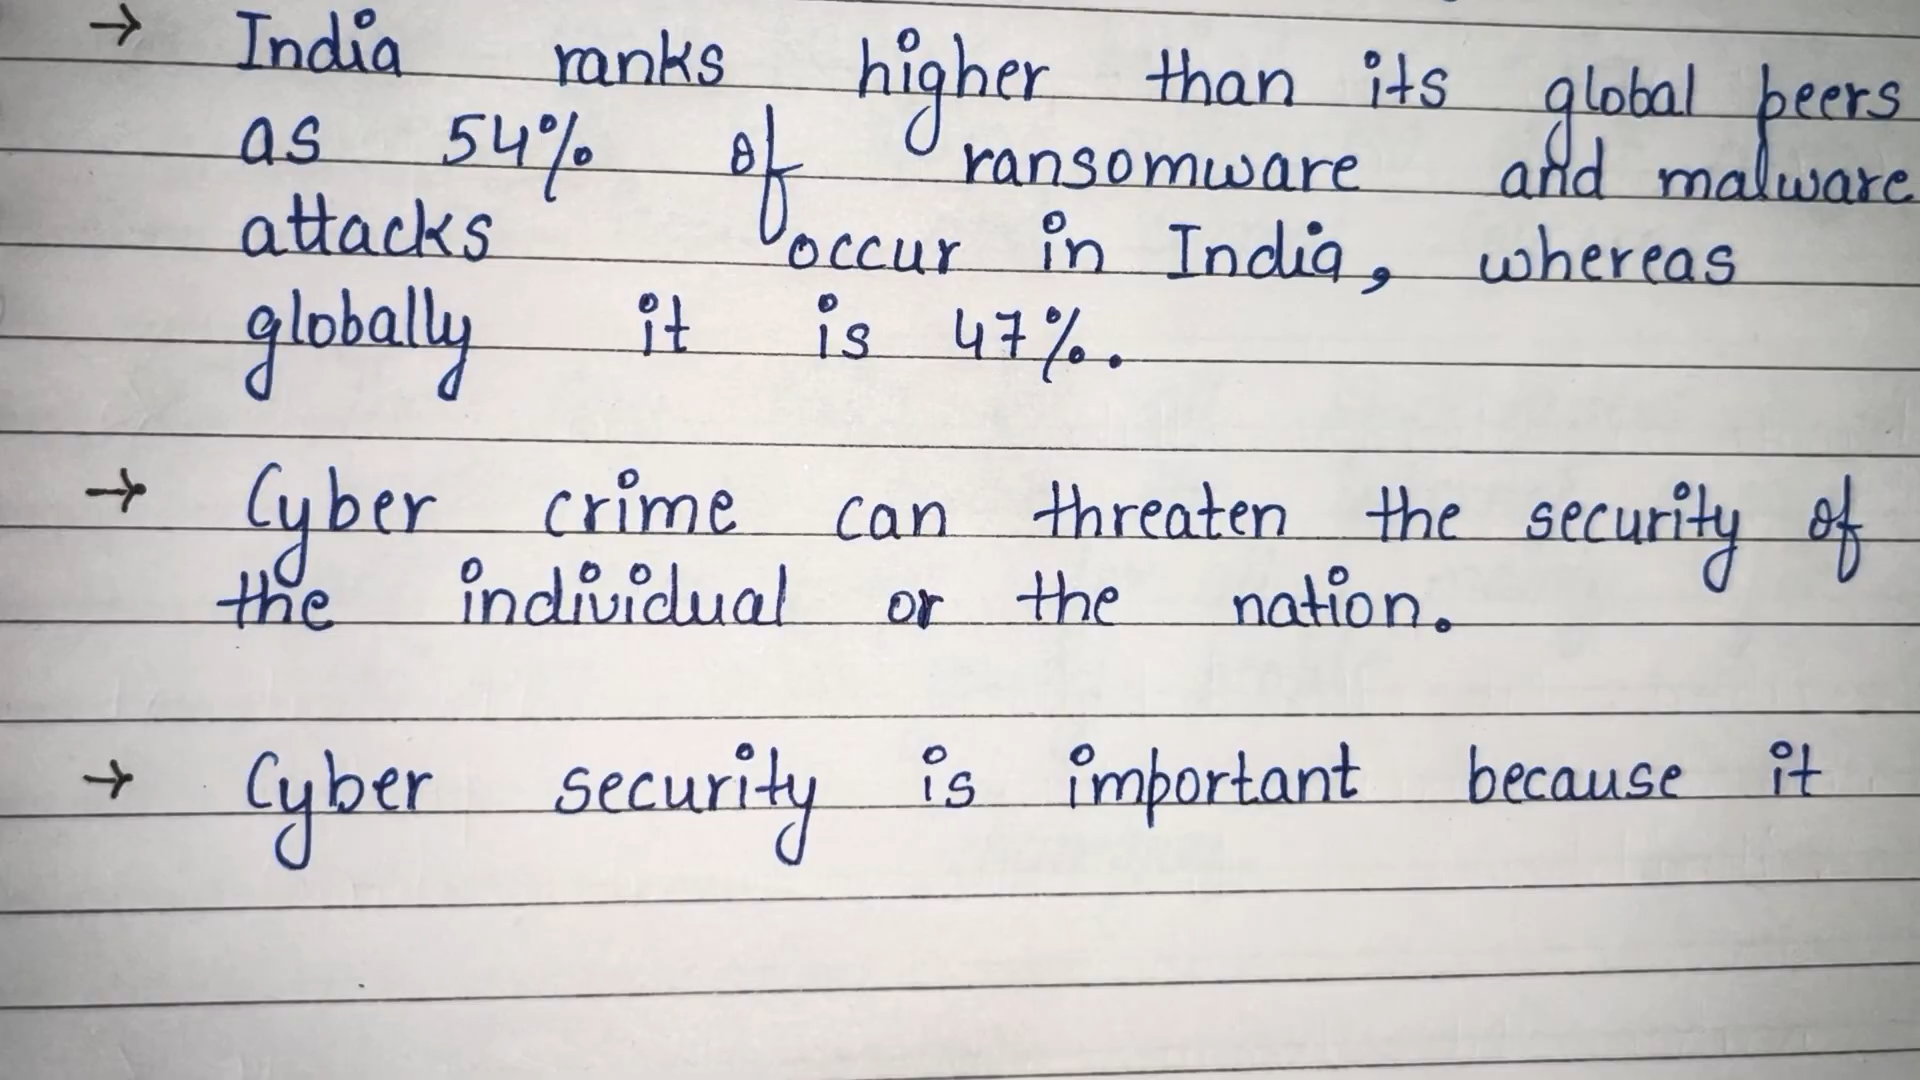 → India ranks higher than its global peers
as 54% of ransomware and malware
attacks occur in India, whereas
globally it is 47%.
→ Cyber crime can threaten the security of
the individual or the nation.
→ Cyber security is important because it